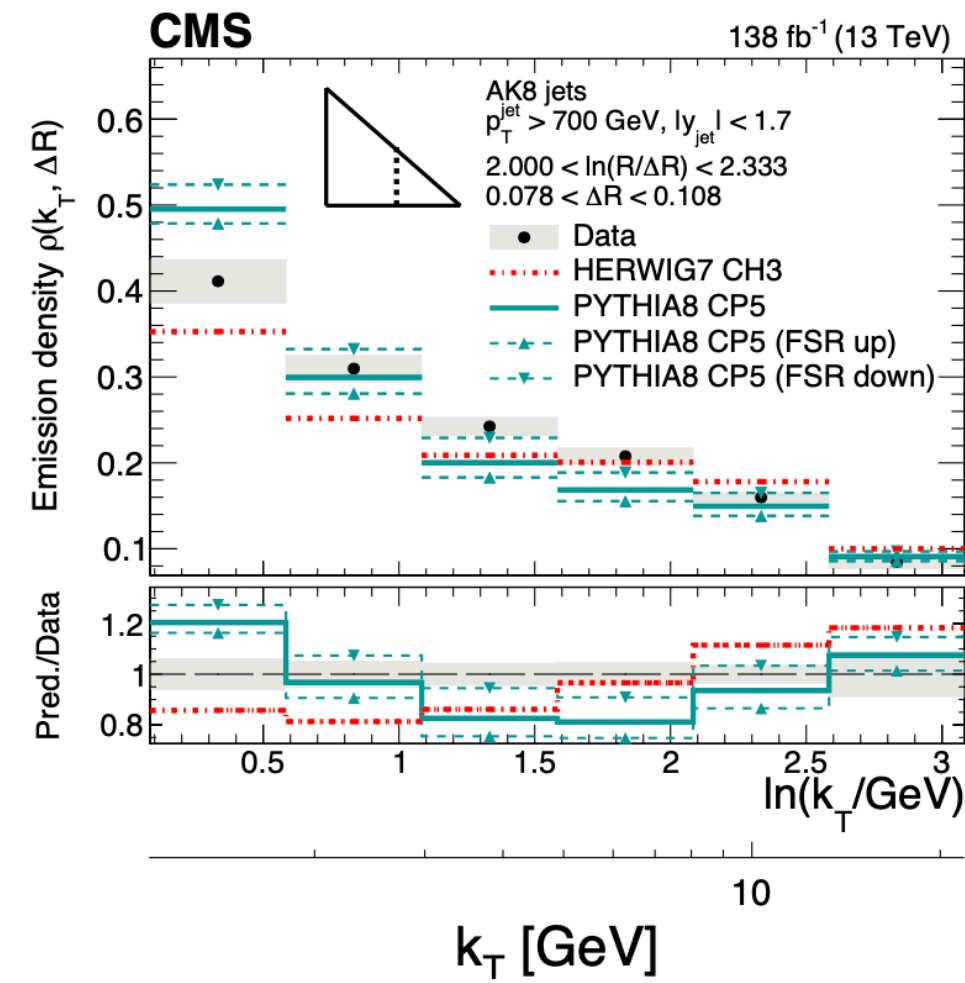 CMS
138 fb⁻¹ (13 TeV)
AK8 jets
p_T^jet > 700 GeV, |y_jet| < 1.7
2.000 < ln(R/ΔR) < 2.333
0.078 < ΔR < 0.108
Data
HERWIG7 CH3
PYTHIA8 CP5
PYTHIA8 CP5 (FSR up)
PYTHIA8 CP5 (FSR down)
Emission density ρ(k_T, ΔR)
0.6
0.5
0.4
0.3
0.2
0.1
Pred./Data
1.2
1
0.8
0.5 1 1.5 2 2.5 3
ln(k_T/GeV)
10
k_T [GeV]